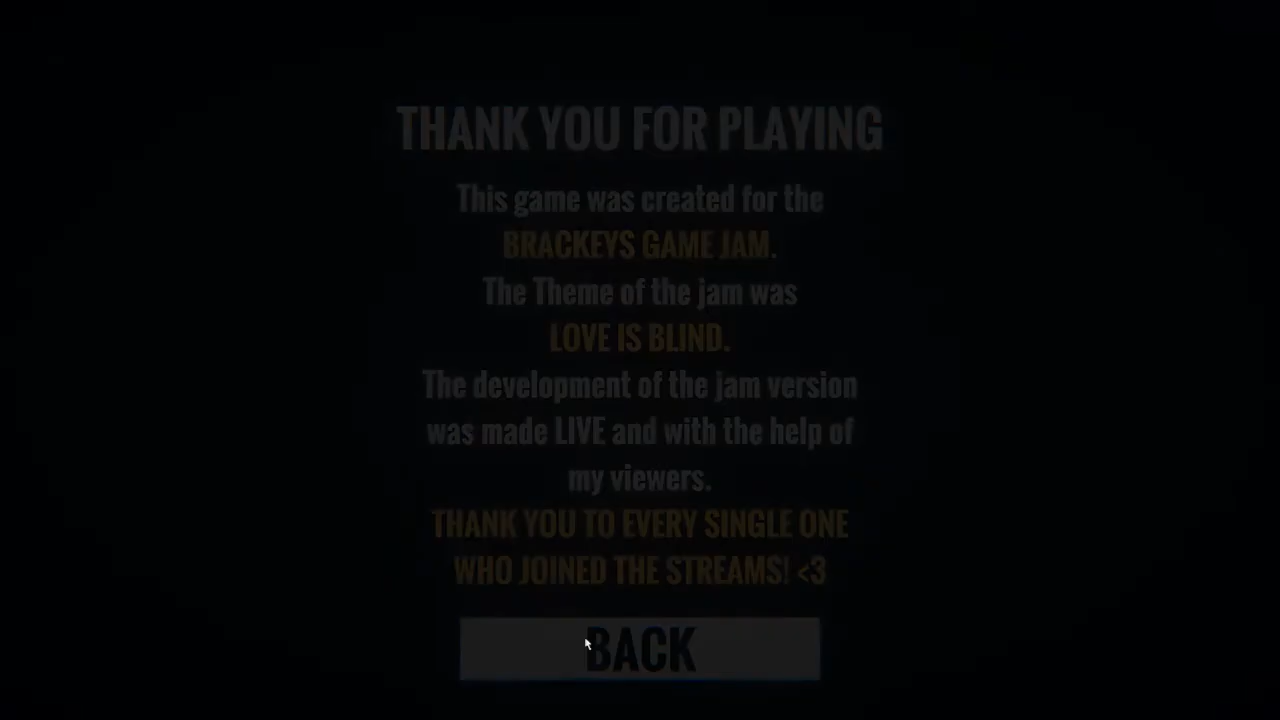 THANK YOU FOR PLAYING
This game was created for the
BRACKEYS GAME JAM.
The Theme of the jam was
LOVE IS BLIND.
The development of the jam version
was made LIVE and with the help of
my viewers.
THANK YOU TO EVERY SINGLE ONE
WHO JOINED THE STREAMS! <3
BACK